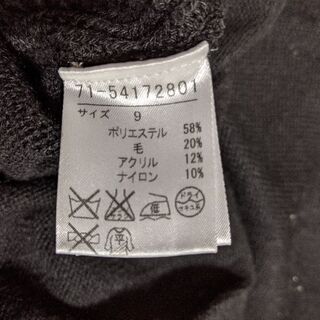 71-54172801
サイズ 9
ポリエステル 58%
毛 20%
アクリル 12%
ナイロン 10%
ドライ
平